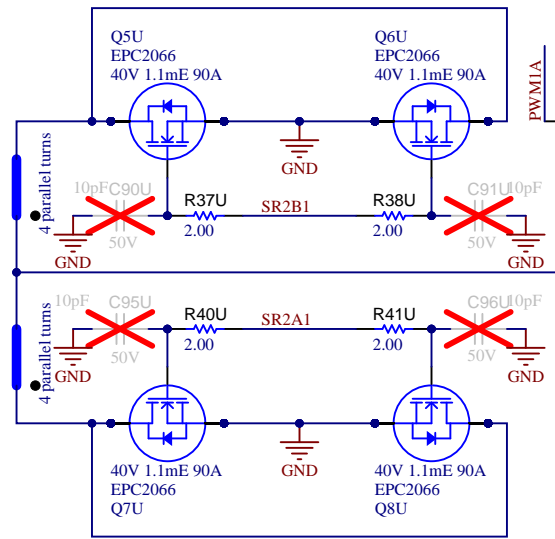 Q5U
EPC2066
40V 1.1mE 90A
Q6U
EPC2066
40V 1.1mE 90A
PWM1A
GND
4 parallel turns
10pF
C90U
50V
GND
R37U
2.00
SR2B1
R38U
2.00
C91U
10pF
50V
GND
4 parallel turns
10pF
C95U
50V
GND
R40U
2.00
SR2A1
R41U
2.00
C96U
10pF
50V
GND
GND
40V 1.1mE 90A
EPC2066
Q7U
40V 1.1mE 90A
EPC2066
Q8U